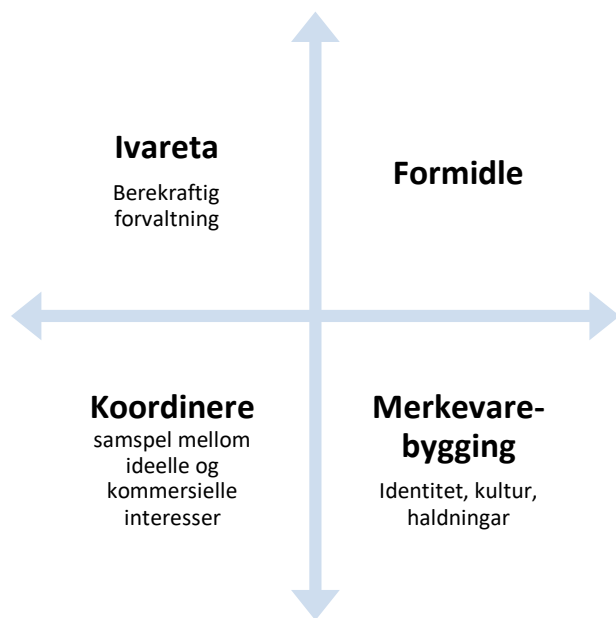 Ivareta
Berekraftig
forvaltning
Formidle
Koordinere
samspel mellom
ideelle og
kommersielle
interesser
Merkevare-
bygging
Identitet, kultur,
haldningar